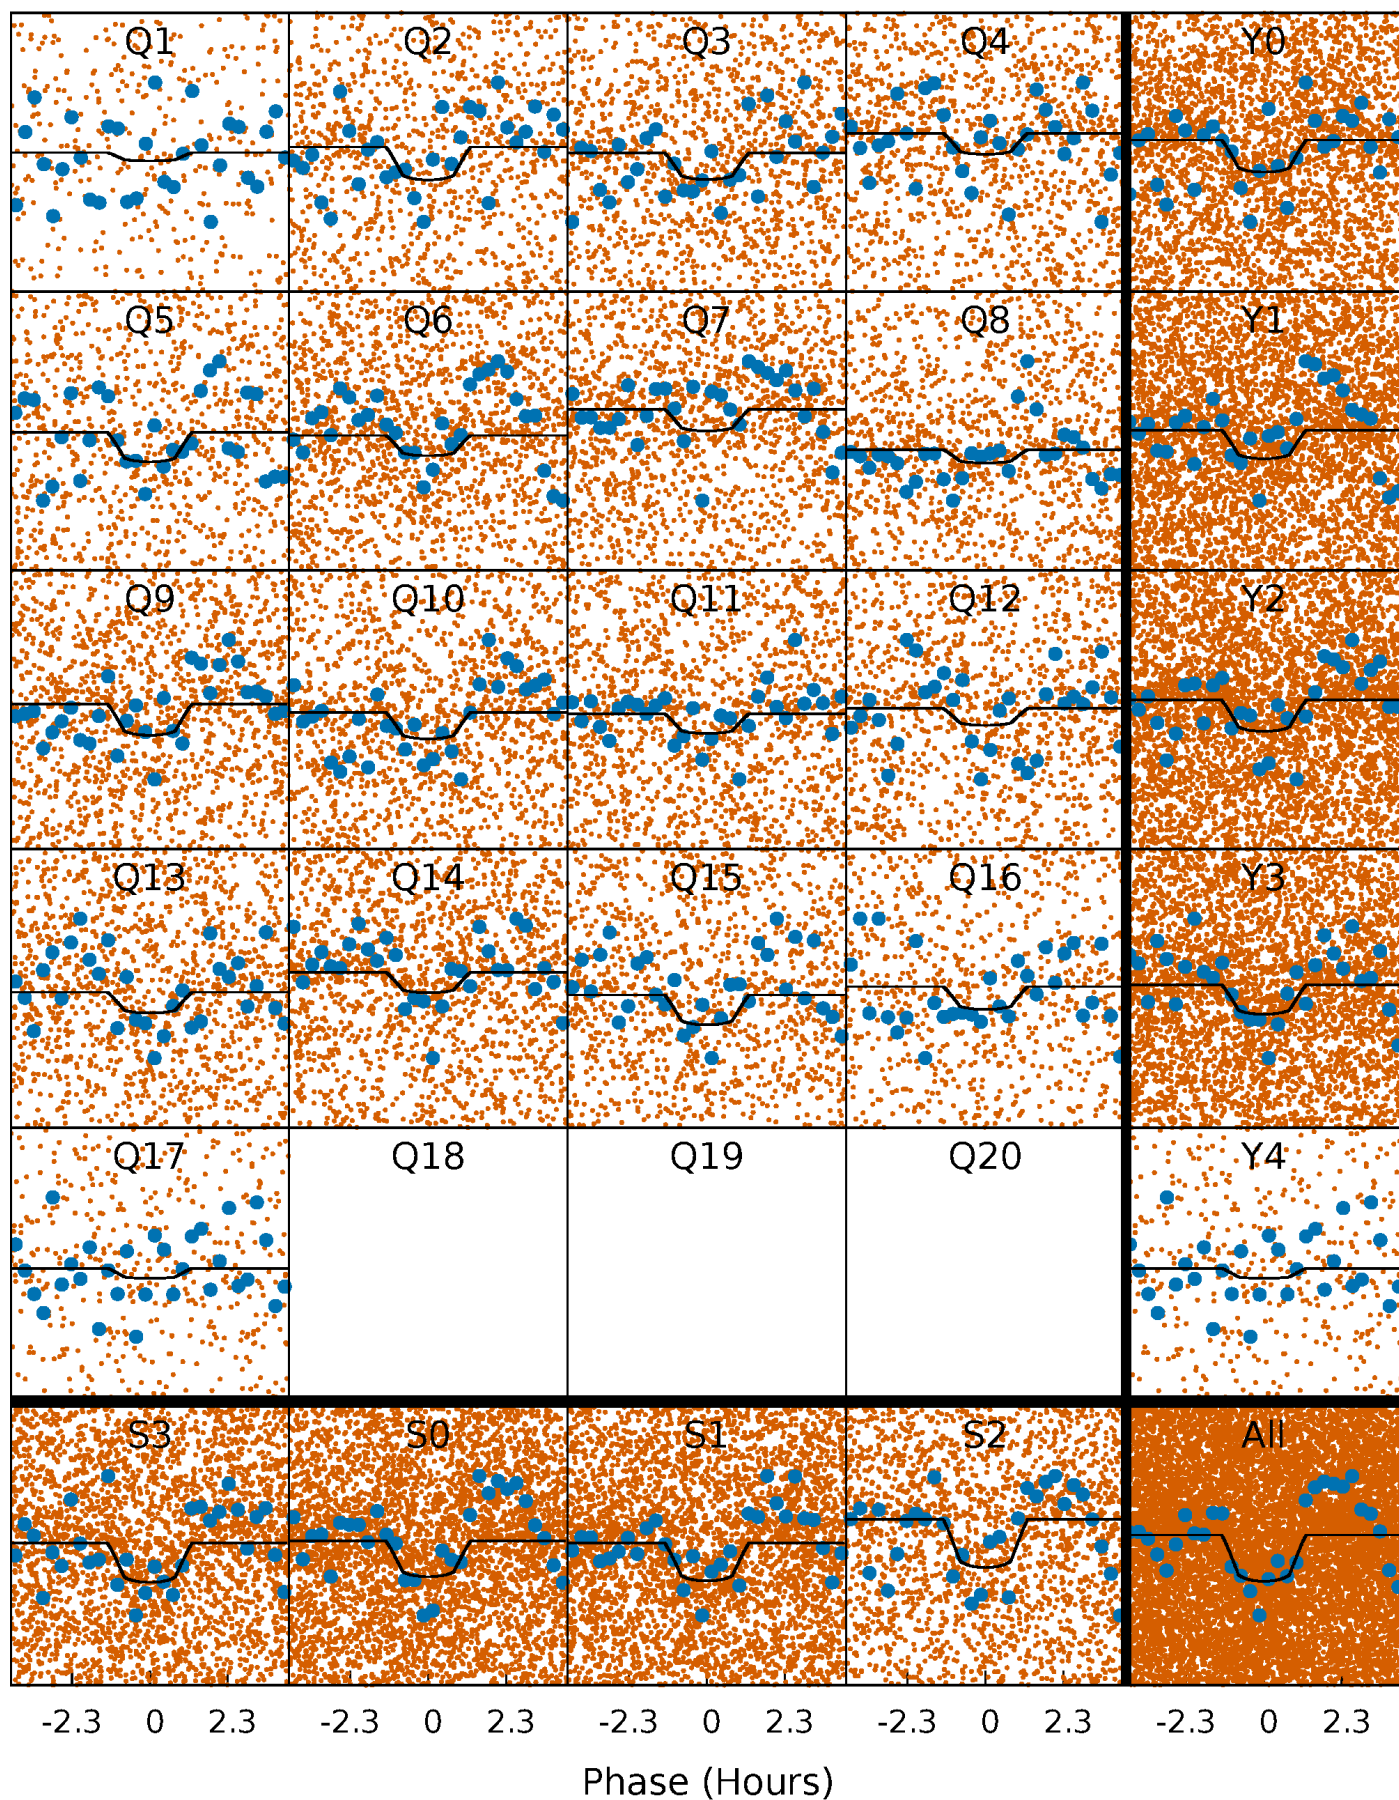 Q1 Q2 Q3 Q4 Y0
Q5 Q6 Q7 Q8 Y1
Q9 Q10 Q11 Q12 Y2
Q13 Q14 Q15 Q16 Y3
Q17 Q18 Q19 Q20 Y4
S3 S0 S1 S2 All
-2.3 0 2.3 -2.3 0 2.3 -2.3 0 2.3 -2.3 0 2.3 -2.3 0 2.3
Phase (Hours)